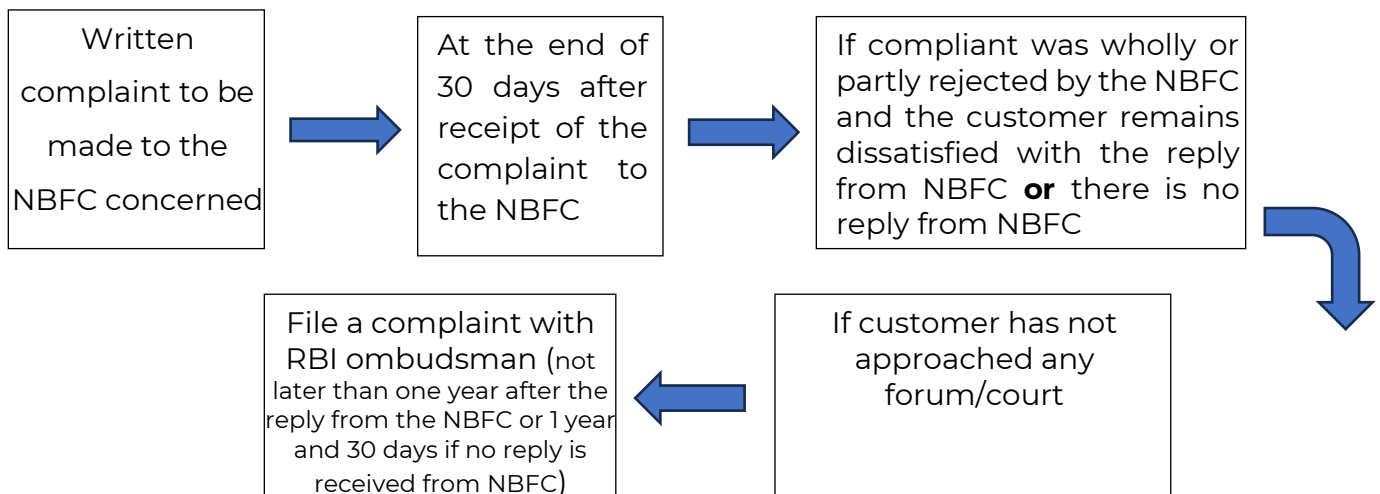 Written
complaint to be
made to the
NBFC concerned
At the end of
30 days after
receipt of the
complaint to
the NBFC
If compliant was wholly or
partly rejected by the NBFC
and the customer remains
dissatisfied with the reply
from NBFC or there is no
reply from NBFC
If customer has not
approached any
forum/court
File a complaint with
RBI ombudsman (not
later than one year after the
reply from the NBFC or 1 year
and 30 days if no reply is
received from NBFC)